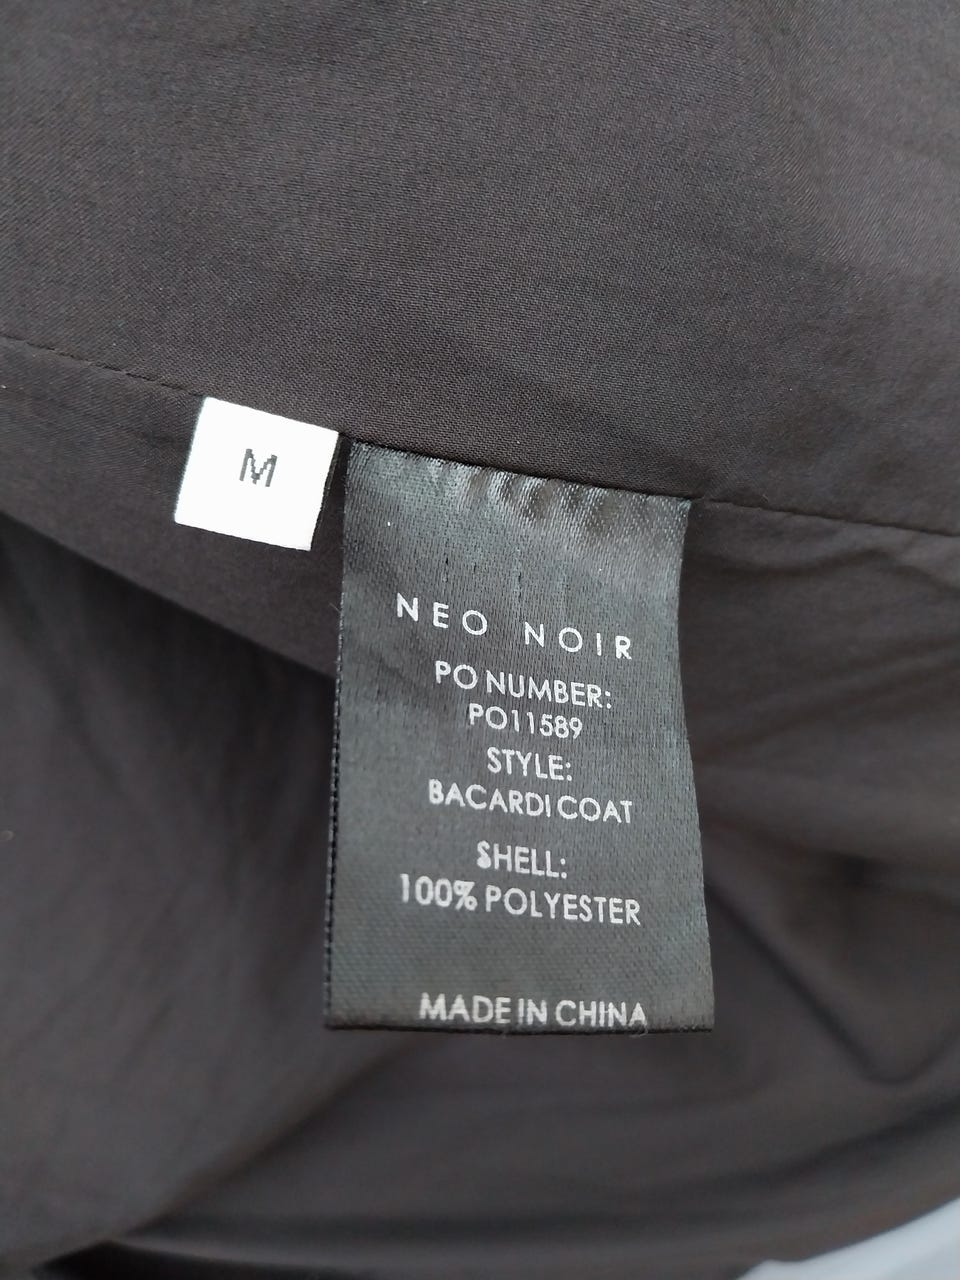 M
NEO NOIR
PO NUMBER:
PO11589
STYLE:
BACARDI COAT
SHELL:
100% POLYESTER
MADE IN CHINA